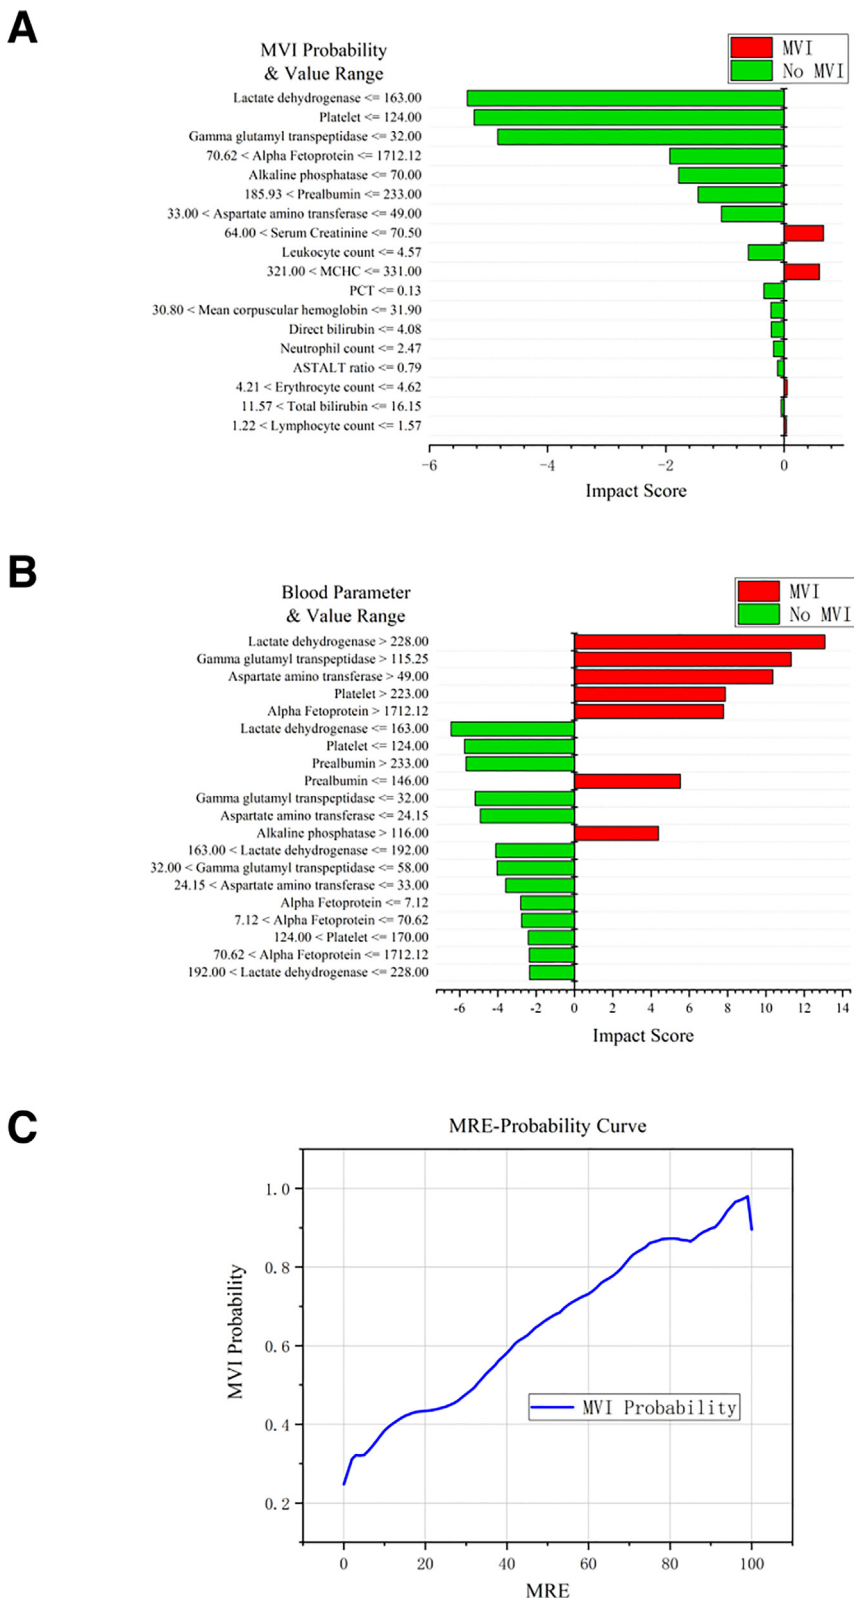 A
MVI Probability
& Value Range
MVI
No MVI
Lactate dehydrogenase <= 163.00
Platelet <= 124.00
Gamma glutamyl transpeptidase <= 32.00
70.62 < Alpha Fetoprotein <= 1712.12
Alkaline phosphatase <= 70.00
185.93 < Prealbumin <= 233.00
33.00 < Aspartate amino transferase <= 49.00
64.00 < Serum Creatinine <= 70.50
Leukocyte count <= 4.57
321.00 < MCHC <= 331.00
PCT <= 0.13
30.80 < Mean corpuscular hemoglobin <= 31.90
Direct bilirubin <= 4.08
Neutrophil count <= 2.47
ASTALT ratio <= 0.79
4.21 < Erythrocyte count <= 4.62
11.57 < Total bilirubin <= 16.15
1.22 < Lymphocyte count <= 1.57
-6 -4 -2 0
Impact Score
B
Blood Parameter
& Value Range
MVI
No MVI
Lactate dehydrogenase > 228.00
Gamma glutamyl transpeptidase > 115.25
Aspartate amino transferase > 49.00
Platelet > 223.00
Alpha Fetoprotein > 1712.12
Lactate dehydrogenase <= 163.00
Platelet <= 124.00
Prealbumin > 233.00
Prealbumin <= 146.00
Gamma glutamyl transpeptidase <= 32.00
Aspartate amino transferase <= 24.15
Alkaline phosphatase > 116.00
163.00 < Lactate dehydrogenase <= 192.00
32.00 < Gamma glutamyl transpeptidase <= 58.00
24.15 < Aspartate amino transferase <= 33.00
Alpha Fetoprotein <= 7.12
7.12 < Alpha Fetoprotein <= 70.62
124.00 < Platelet <= 170.00
70.62 < Alpha Fetoprotein <= 1712.12
192.00 < Lactate dehydrogenase <= 228.00
-6 -4 -2 0 2 4 6 8 10 12 14
Impact Score
C
MRE-Probability Curve
1.0
0.8
0.6
0.4
0.2
MVI Probability
MVI Probability
0 20 40 60 80 100
MRE